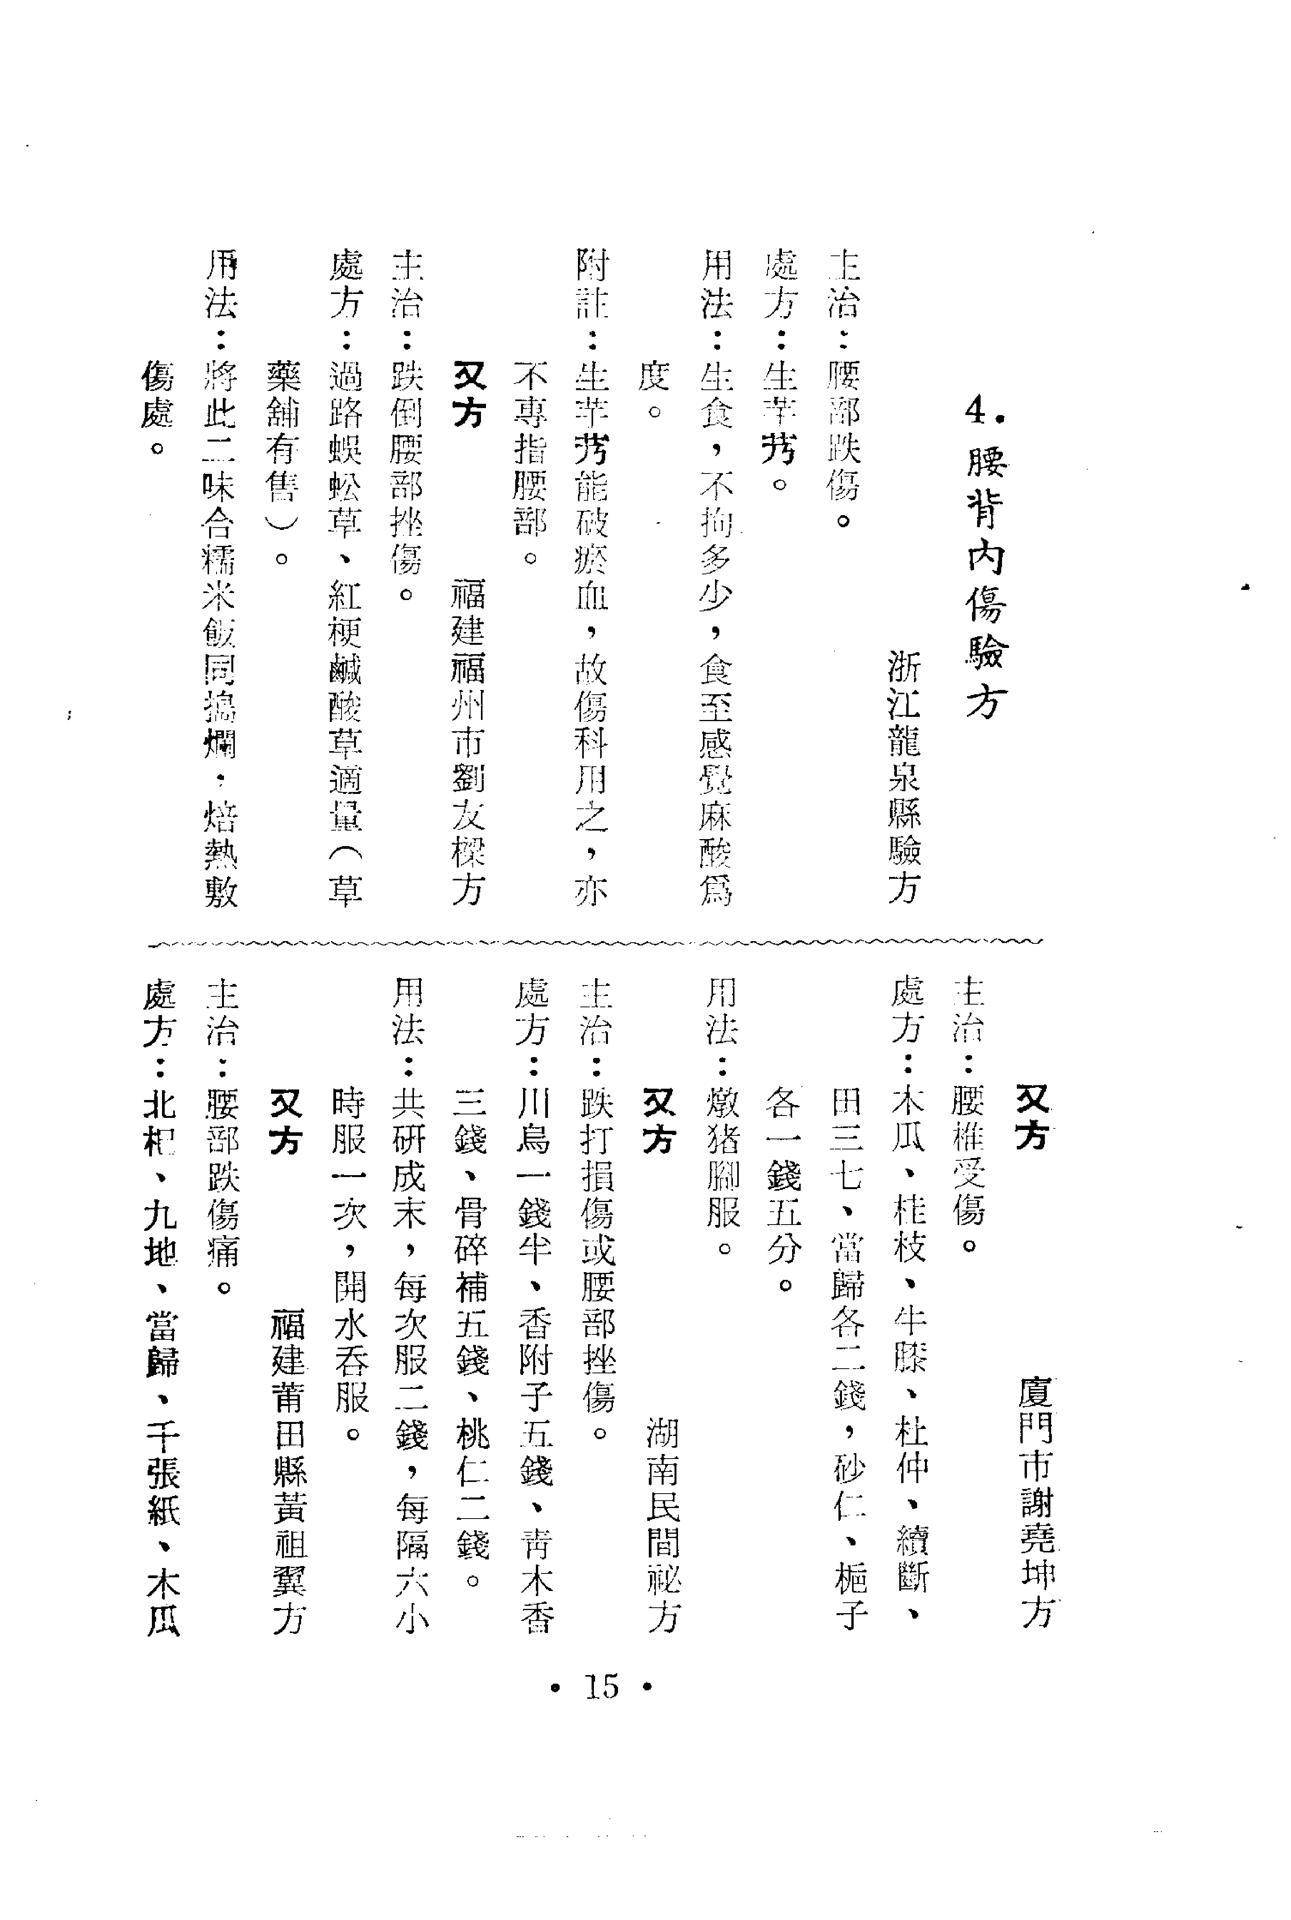 4. 腰背內傷驗方
浙江龍泉縣驗方
主治：腰部跌傷。
處方：生芋艿。
用法：生食，不拘多少，食至感覺麻酸爲
度。
附註：生芋艿能破瘀血，故傷科用之，亦
不專指腰部。
又方　福建福州市劉友樑方
主治：跌倒腰部挫傷。
處方：過路蜈蚣草、紅梗鹹酸草適量（草
藥舖有售）。
用法：將此二味合糯米飯同搗爛，焙熱敷
傷處。
又方　廈門市謝堯坤方
主治：腰椎受傷。
處方：木瓜、桂枝、牛膝、杜仲、續斷、
田三七、當歸各二錢，砂仁、梔子
各一錢五分。
用法：燉猪腳服。
又方　湖南民間祕方
主治：跌打損傷或腰部挫傷。
處方：川烏一錢半、香附子五錢、青木香
三錢、骨碎補五錢、桃仁二錢。
用法：共研成末，每次服二錢，每隔六小
時服一次，開水吞服。
又方　福建莆田縣黃祖翼方
主治：腰部跌傷痛。
處方：北杞、九地、當歸、千張紙、木瓜
• 15 •